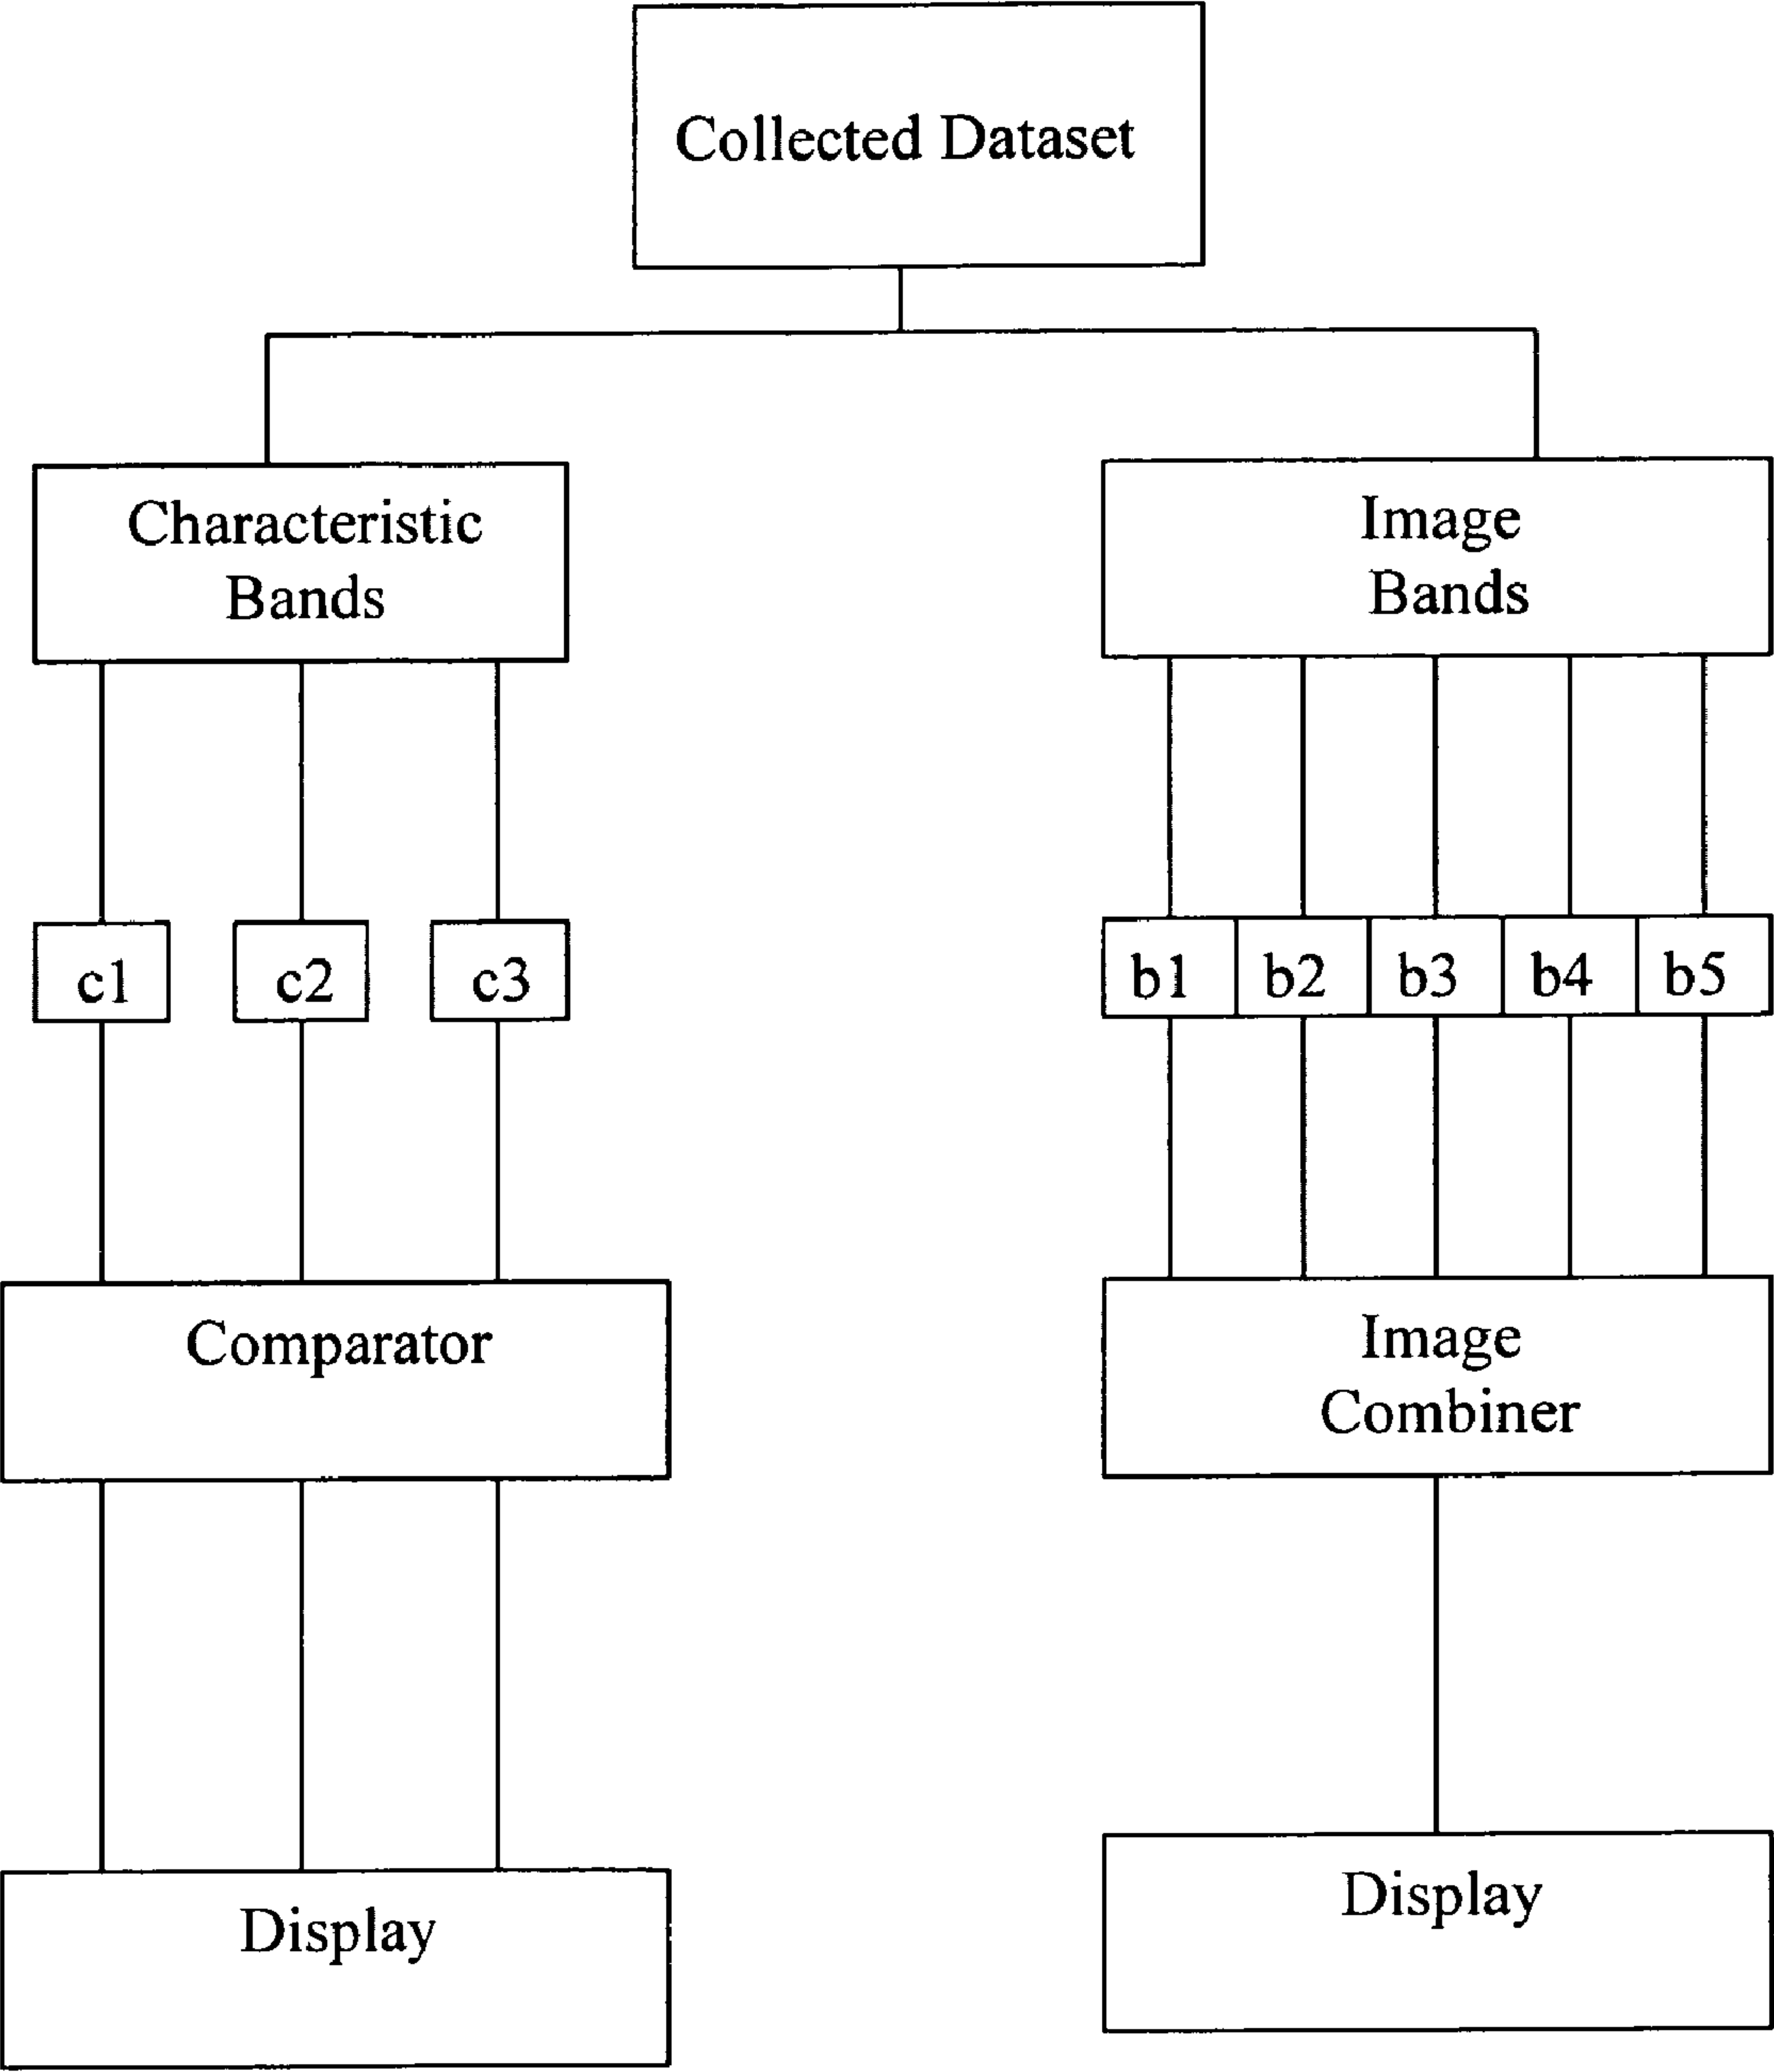 Collected Dataset
Characteristic
Bands
Image
Bands
c1
c2
c3
b1
b2
b3
b4
b5
Comparator
Image
Combiner
Display
Display